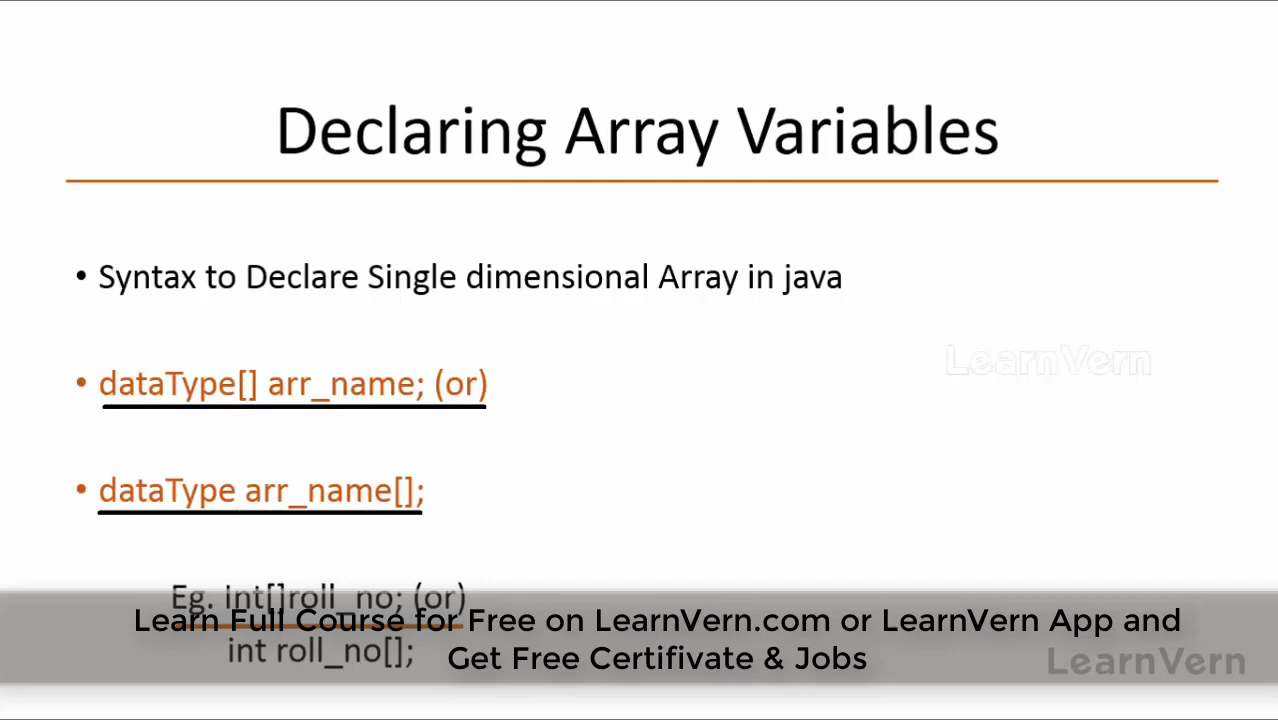 Declaring Array Variables
• Syntax to Declare Single dimensional Array in java
LearnVern
• dataType[] arr_name; (or)
• dataType arr_name[];
Eg. int[]roll_no; (or)
Learn Full Course for Free on LearnVern.com or LearnVern App and
int roll_no[];
Get Free Certifivate & Jobs
LearnVern